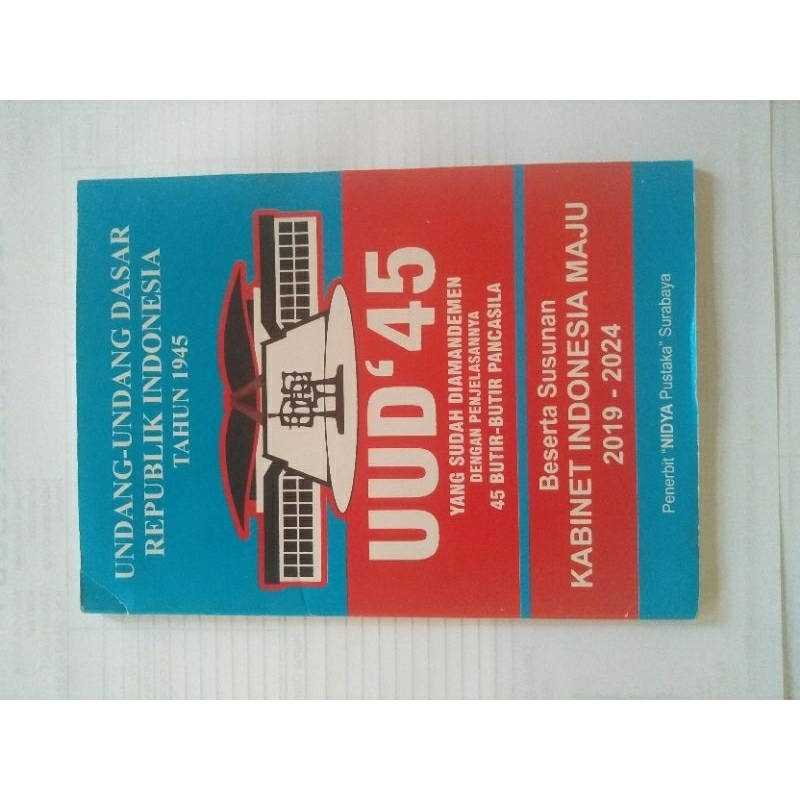 UNDANG-UNDANG DASAR
REPUBLIK INDONESIA
TAHUN 1945
UUD‘45
YANG SUDAH DIAMANDEMEN
DENGAN PENJELASANNYA
45 BUTIR-BUTIR PANCASILA
Beserta Susunan
KABINET INDONESIA MAJU
2019 - 2024
Penerbit "NIDYA Pustaka" Surabaya